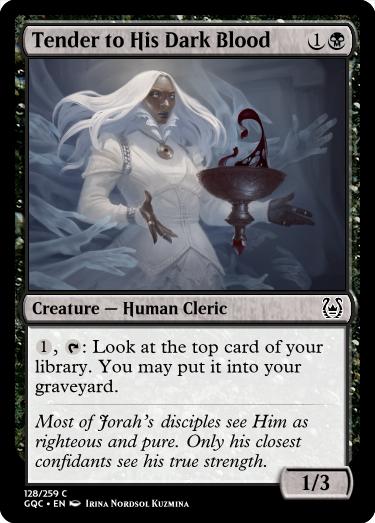 Tender to His Dark Blood 1
Creature — Human Cleric
1, : Look at the top card of your
library. You may put it into your
graveyard.
Most of Jorah's disciples see Him as
righteous and pure. Only his closest
confidants see his true strength.
1/3
128/259 C
GQC • EN Irina Nordsol Kuzmina